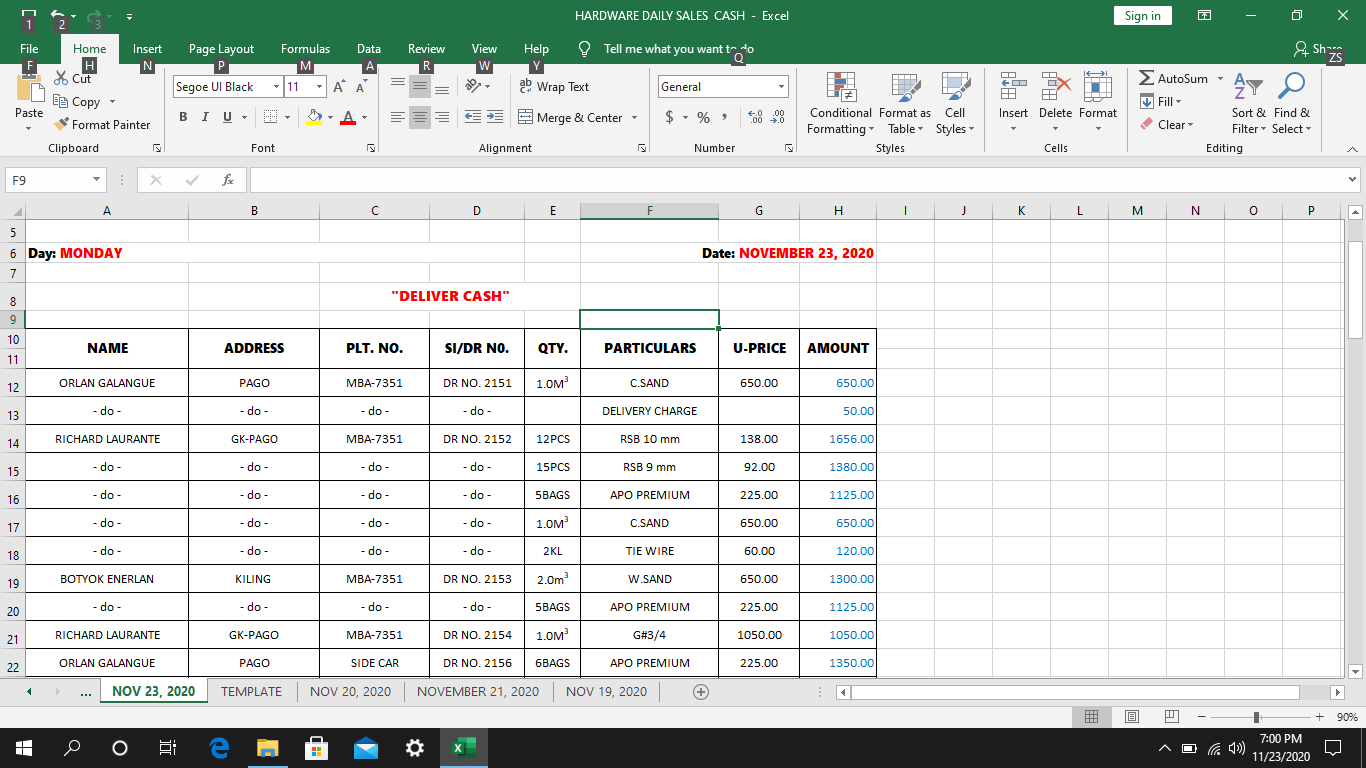 1 2 3
HARDWARE DAILY SALES CASH - Excel
Sign in
File Home Insert Page Layout Formulas Data Review View Help Tell me what you want to do Share
F H N P M A R W Y Q ZS
Paste Cut Copy Format Painter
Clipboard
Segoe UI Black 11 A A
B I U A
Font
ab Wrap Text
Merge & Center
Alignment
General
$ % , .00 .00
Number
Conditional Formatting Format as Table Cell Styles
Styles
Insert Delete Format
Cells
AutoSum Fill Clear Sort & Filter Find & Select
Editing
F9 fx
A B C D E F G H I J K L M N O P
5
6 Day: MONDAY Date: NOVEMBER 23, 2020
7
8 "DELIVER CASH"
9
10 NAME ADDRESS PLT. NO. SI/DR N0. QTY. PARTICULARS U-PRICE AMOUNT
11
12 ORLAN GALANGUE PAGO MBA-7351 DR NO. 2151 1.0M³ C.SAND 650.00 650.00
13 - do - - do - - do - - do - DELIVERY CHARGE 50.00
14 RICHARD LAURANTE GK-PAGO MBA-7351 DR NO. 2152 12PCS RSB 10 mm 138.00 1656.00
15 - do - - do - - do - - do - 15PCS RSB 9 mm 92.00 1380.00
16 - do - - do - - do - - do - 5BAGS APO PREMIUM 225.00 1125.00
17 - do - - do - - do - - do - 1.0M³ C.SAND 650.00 650.00
18 - do - - do - - do - - do - 2KL TIE WIRE 60.00 120.00
19 BOTYOK ENERLAN KILING MBA-7351 DR NO. 2153 2.0m³ W.SAND 650.00 1300.00
20 - do - - do - - do - - do - 5BAGS APO PREMIUM 225.00 1125.00
21 RICHARD LAURANTE GK-PAGO MBA-7351 DR NO. 2154 1.0M³ G#3/4 1050.00 1050.00
22 ORLAN GALANGUE PAGO SIDE CAR DR NO. 2156 6BAGS APO PREMIUM 225.00 1350.00
... NOV 23, 2020 TEMPLATE NOV 20, 2020 NOVEMBER 21, 2020 NOV 19, 2020
90%
7:00 PM
11/23/2020